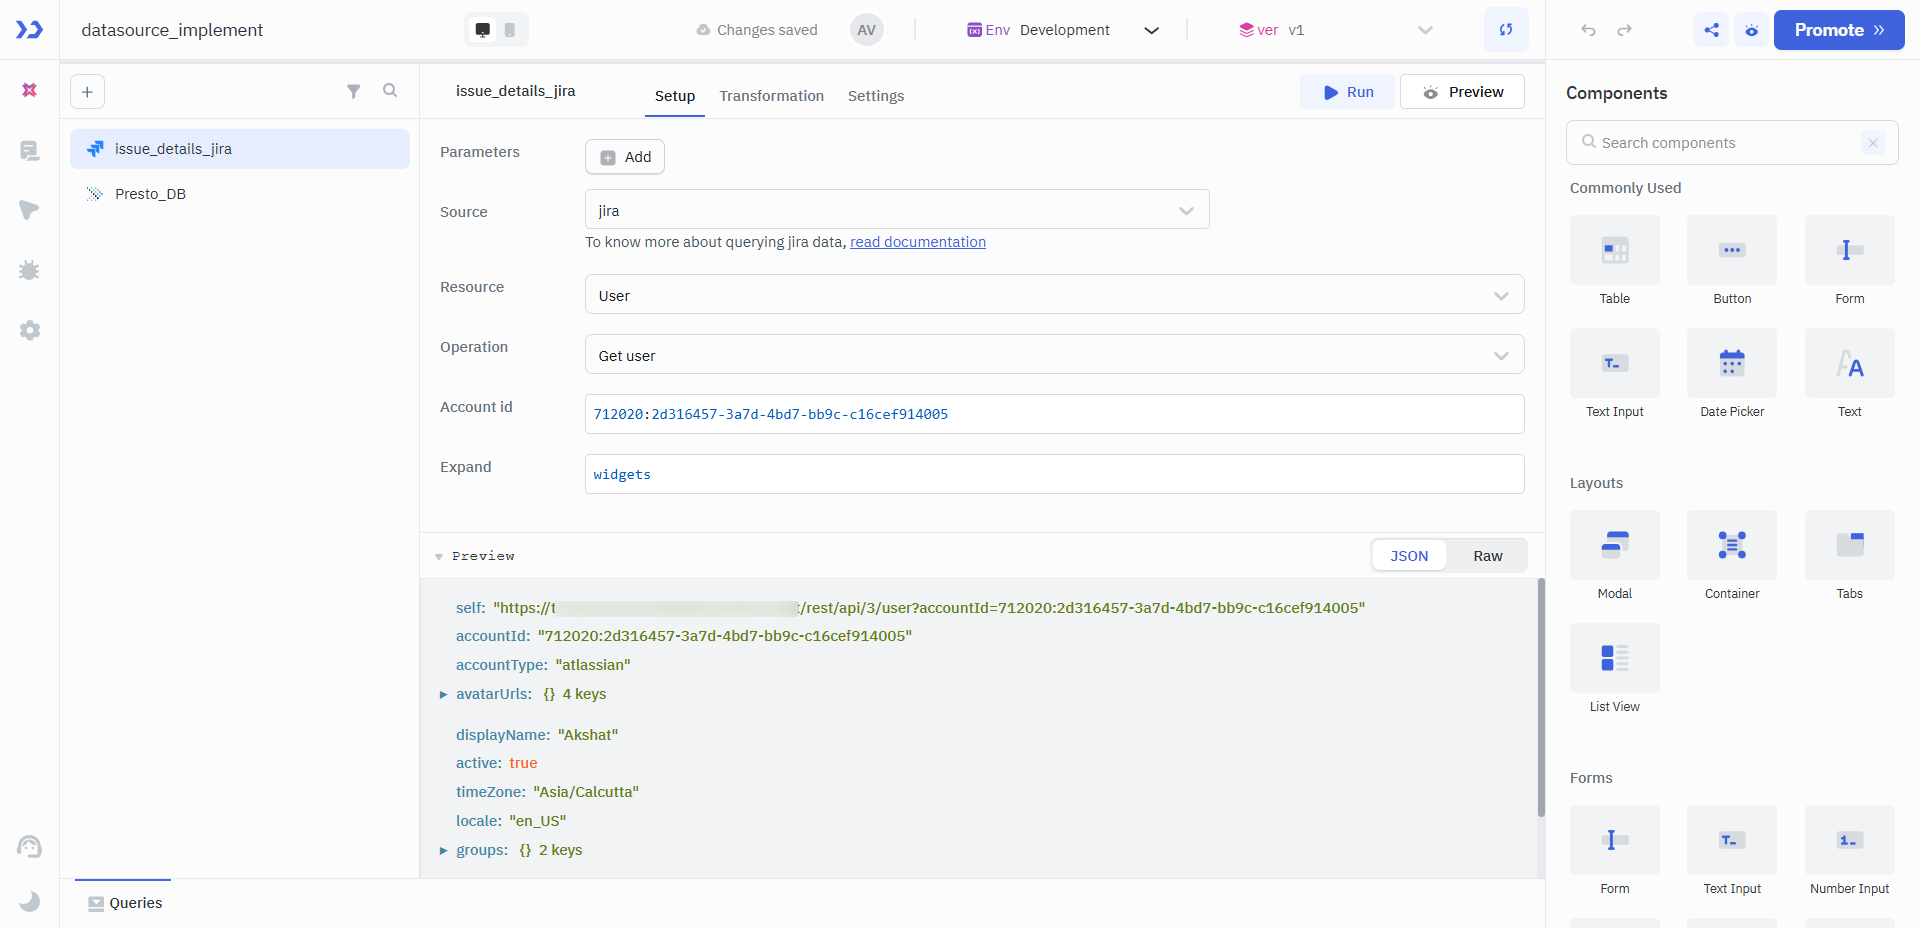 datasource_implement
Changes saved
AV
Env Development
ver v1
Promote
issue_details_jira
Presto_DB
issue_details_jira
Setup
Transformation
Settings
Run
Preview
Parameters
Add
Source
jira
To know more about querying jira data, read documentation
Resource
User
Operation
Get user
Account id
712020:2d316457-3a7d-4bd7-bb9c-c16cef914005
Expand
widgets
Preview
JSON
Raw
self: "https://t /rest/api/3/user?accountId=712020:2d316457-3a7d-4bd7-bb9c-c16cef914005"
accountId: "712020:2d316457-3a7d-4bd7-bb9c-c16cef914005"
accountType: "atlassian"
avatarUrls: {} 4 keys
displayName: "Akshat"
active: true
timeZone: "Asia/Calcutta"
locale: "en_US"
groups: {} 2 keys
Queries
Components
Search components
Commonly Used
Table
Button
Form
Text Input
Date Picker
Text
Layouts
Modal
Container
Tabs
List View
Forms
Form
Text Input
Number Input